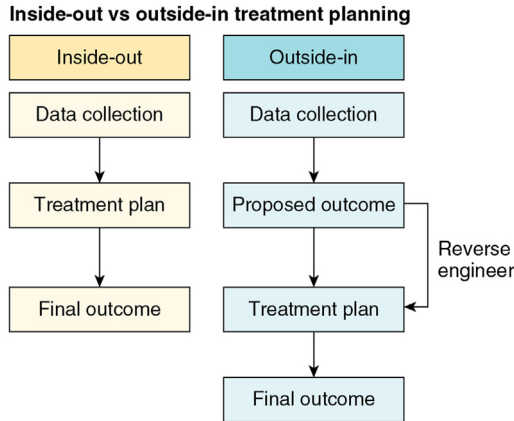 Inside-out vs outside-in treatment planning
Inside-out
Data collection
Treatment plan
Final outcome
Outside-in
Data collection
Proposed outcome
Reverse
engineer
Treatment plan
Final outcome